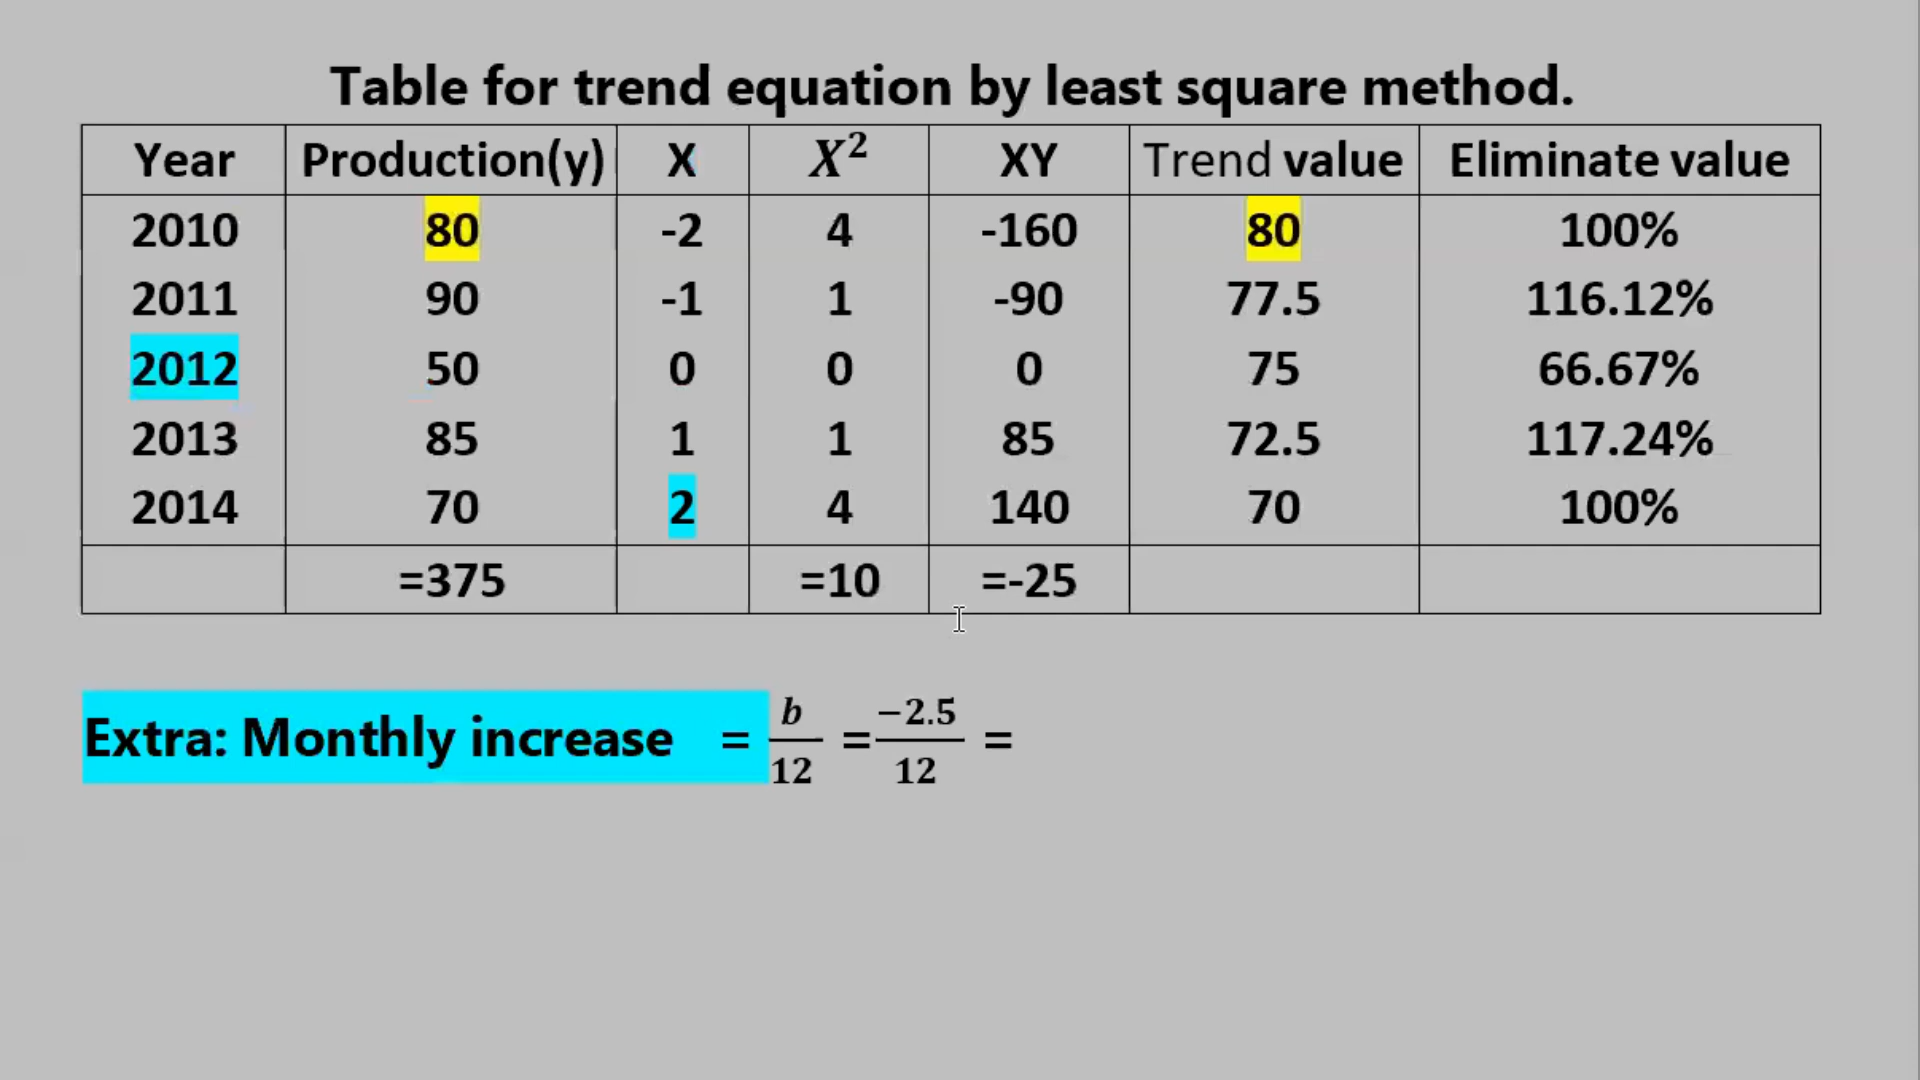 Table for trend equation by least square method.
Year Production(y) X X² XY Trend value Eliminate value
2010 80 -2 4 -160 80 100%
2011 90 -1 1 -90 77.5 116.12%
2012 50 0 0 0 75 66.67%
2013 85 1 1 85 72.5 117.24%
2014 70 2 4 140 70 100%
=375 =10 =-25
Extra: Monthly increase = b/12 = −2.5/12 =